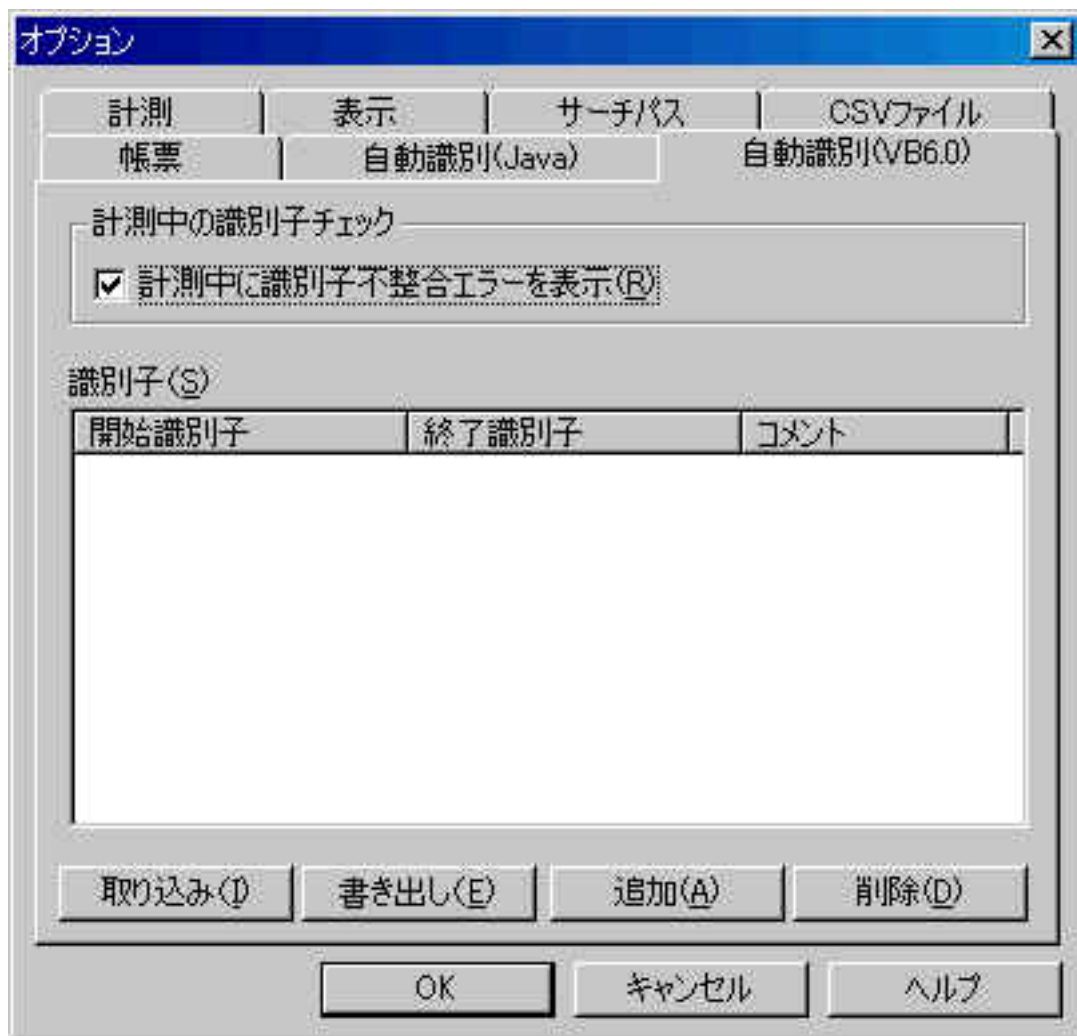 オプション
計測 表示 サーチパス CSVファイル
帳票 自動識別(Java) 自動識別(VB6.0)
計測中の識別子チェック
計測中に識別子不整合エラーを表示(R)
識別子(S)
開始識別子 終了識別子 コメント
取り込み(I) 書き出し(E) 追加(A) 削除(D)
OK キャンセル ヘルプ